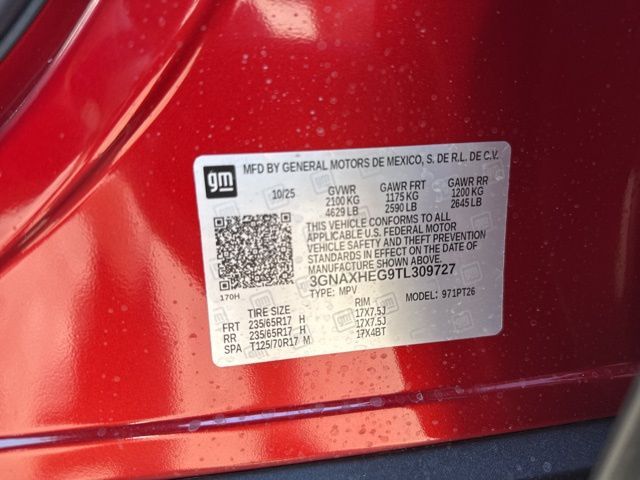 gm MFD BY GENERAL MOTORS DE MEXICO, S. DE R.L. DE C.V.
10/25 GVWR GAWR FRT GAWR RR
2100 KG 1175 KG 1200 KG
4629 LB 2590 LB 2645 LB
THIS VEHICLE CONFORMS TO ALL
APPLICABLE U.S. FEDERAL MOTOR
VEHICLE SAFETY AND THEFT PREVENTION
STANDARDS IN EFFECT ON THE DATE OF
MANUFACTURE SHOWN ABOVE.
3GNAXHEG9TL309727
170H TYPE: MPV MODEL: 971PT26
TIRE SIZE RIM
FRT 235/65R17 H 17X7.5J
RR 235/65R17 H 17X7.5J
SPA T125/70R17 M 17X4BT